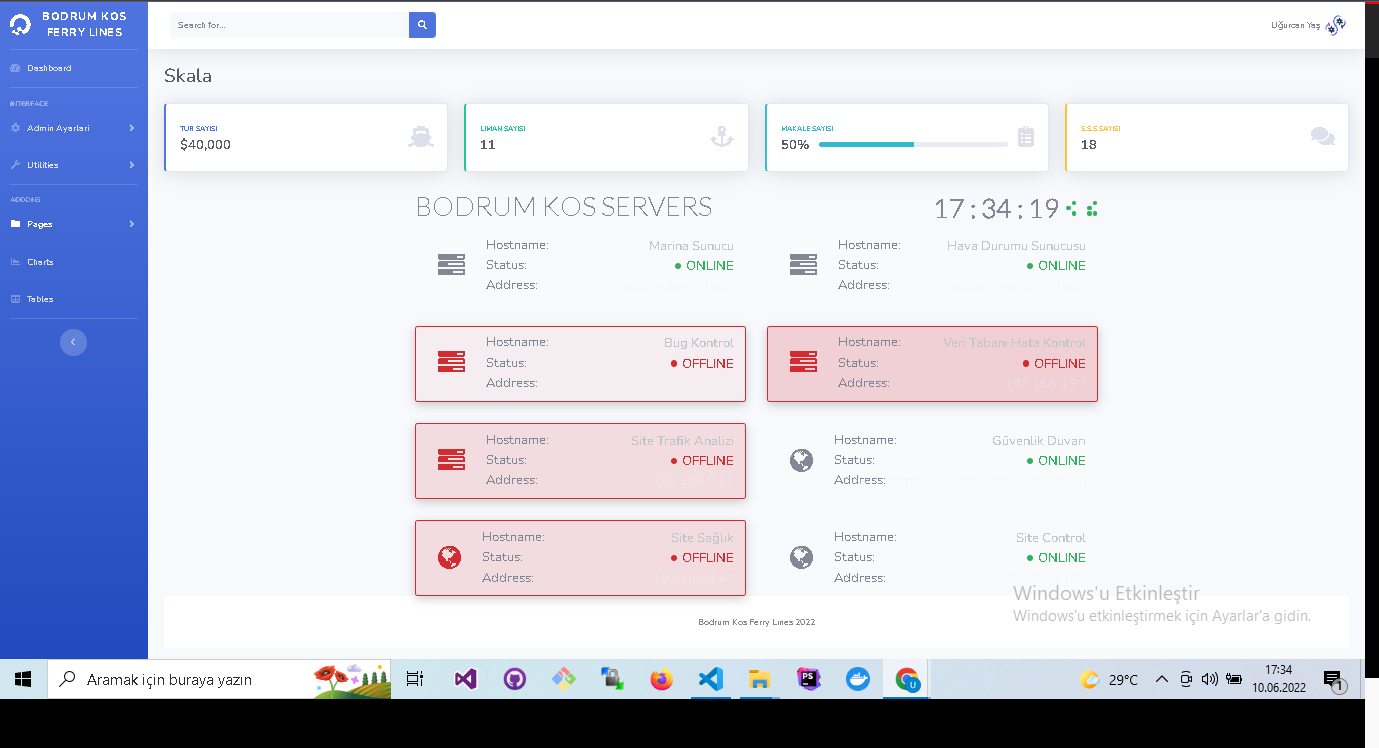 BODRUM KOS
FERRY LINES
Search for...
Uğurcan Yaş
Dashboard
INTERFACE
Admin Ayarlari
Utilities
ADDONS
Pages
Charts
Tables
Skala
TUR SAYISI
$40,000
LIMAN SAYISI
11
MAKALE SAYISI
50%
S.S.S SAYISI
18
BODRUM KOS SERVERS
17 : 34 : 19
Hostname: Marina Sunucu
Status: ONLINE
Address:
Hostname: Hava Durumu Sunucusu
Status: ONLINE
Address:
Hostname: Bug Kontrol
Status: OFFLINE
Address:
Hostname: Veri Tabanı Hata Kontrol
Status: OFFLINE
Address: 192.168.0.37
Hostname: Site Trafik Analizi
Status: OFFLINE
Address:
Hostname: Güvenlik Duvarı
Status: ONLINE
Address:
Hostname: Site Sağlık
Status: OFFLINE
Address:
Hostname: Site Control
Status: ONLINE
Address:
Windows'u Etkinleştir
Windows'u etkinleştirmek için Ayarlar'a gidin.
Bodrum Kos Ferry Lines 2022
Aramak için buraya yazın
PS
U
29°C
17:34
10.06.2022
1